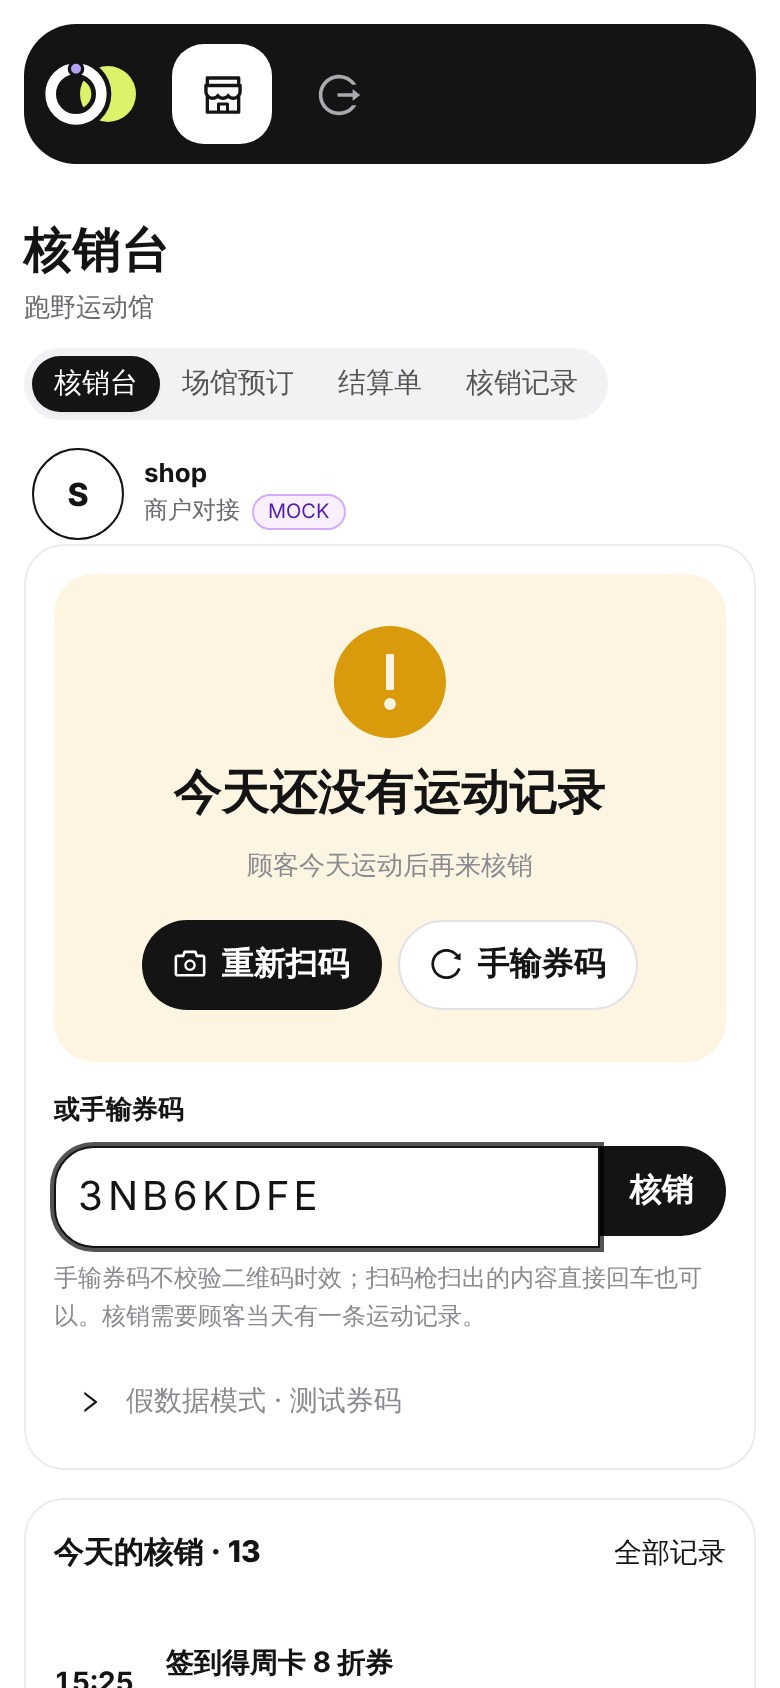 核销台
跑野运动馆
核销台 场馆预订 结算单 核销记录
S
shop
商户对接 MOCK
今天还没有运动记录
顾客今天运动后再来核销
重新扫码 手输券码
或手输券码
3NB6KDFE 核销
手输券码不校验二维码时效；扫码枪扫出的内容直接回车也可
以。核销需要顾客当天有一条运动记录。
假数据模式 · 测试券码
今天的核销 · 13 全部记录
签到得周卡 8 折券
15:25